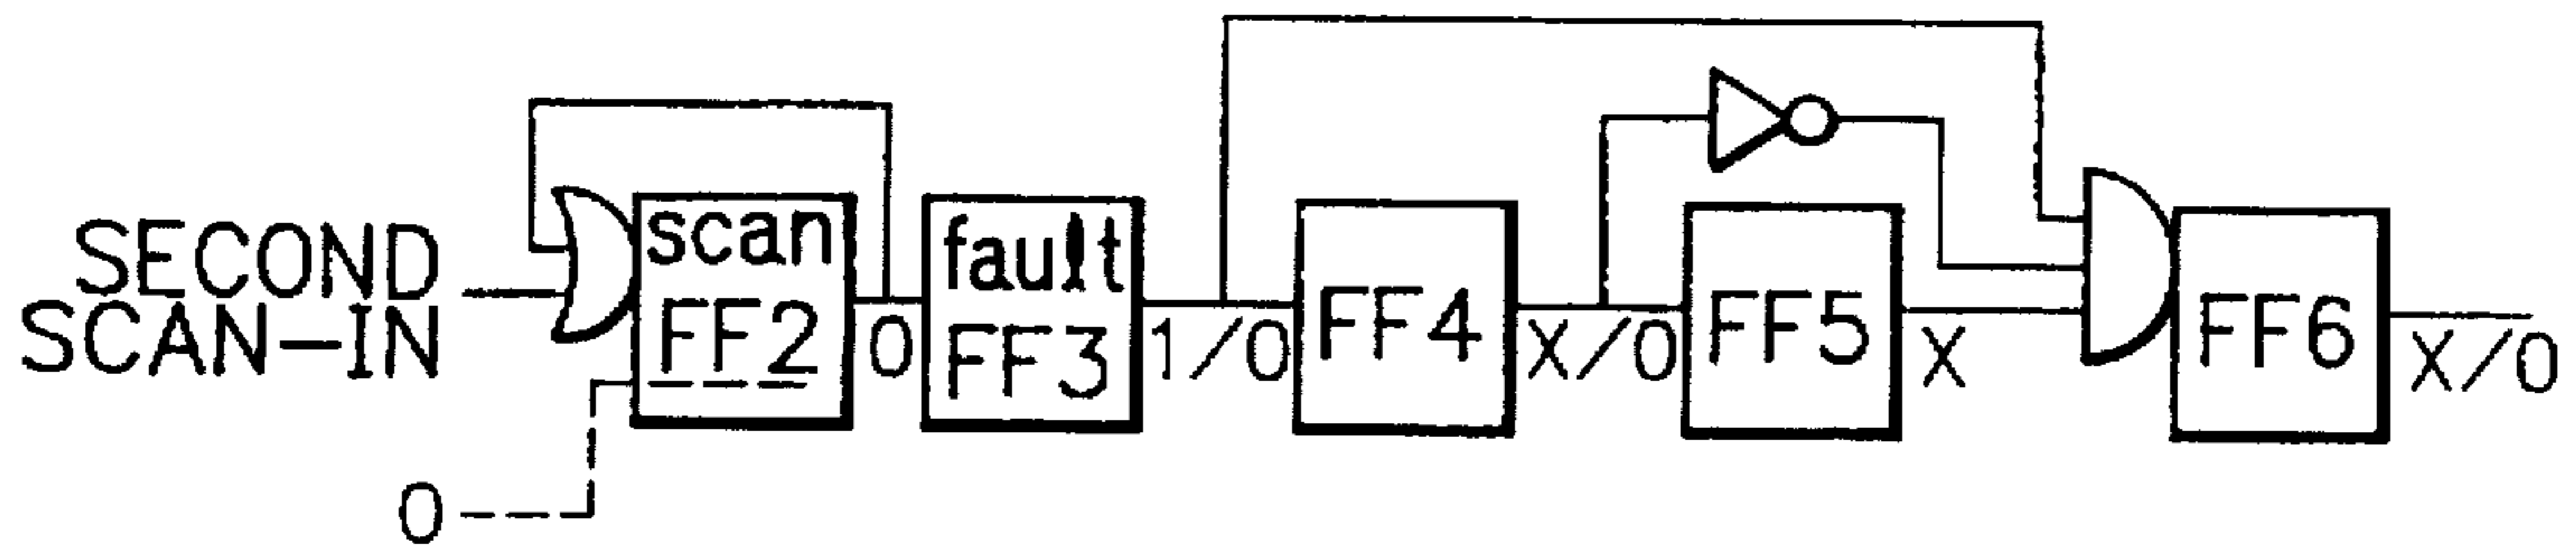 SECOND
SCAN-IN
0
scan
FF2
0
fault
FF3
1/0
FF4
X/0
FF5
X
FF6
X/0